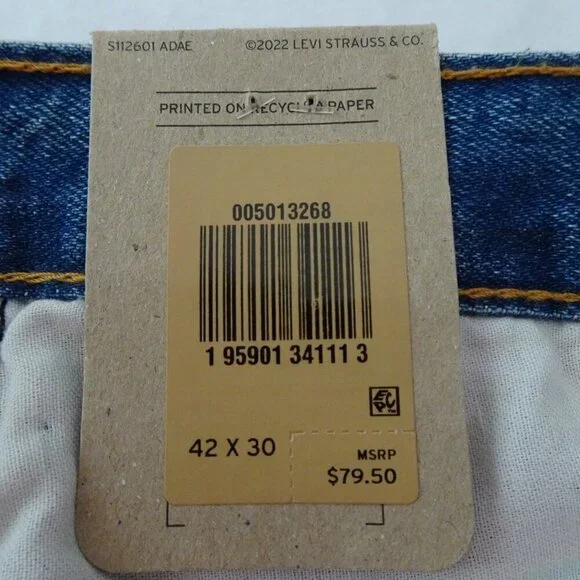 S112601 ADAE ©2022 LEVI STRAUSS & CO.
PRINTED ON RECYCLED PAPER
005013268
1 95901 34111 3
42 X 30
MSRP
$79.50